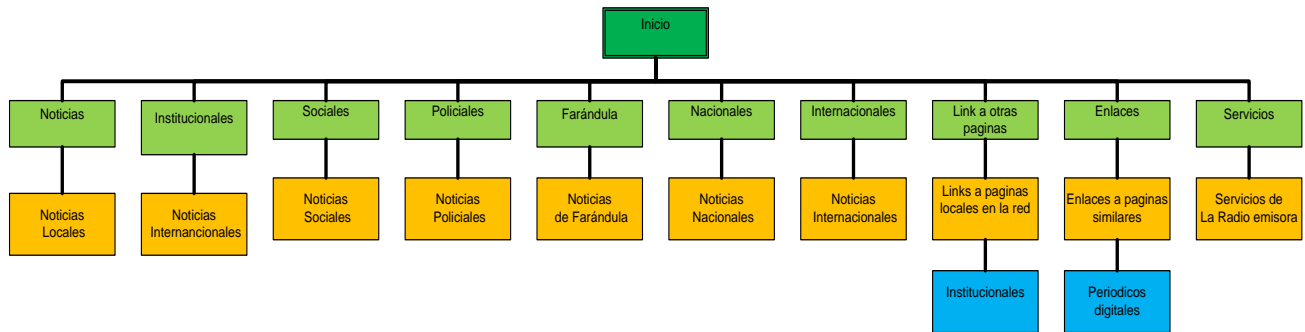 Inicio
Noticias
Institucionales
Sociales
Policiales
Farándula
Nacionales
Internacionales
Link a otras
paginas
Enlaces
Servicios
Noticias
Locales
Noticias
Internancionales
Noticias
Sociales
Noticias
Policiales
Noticias
de Farándula
Noticias
Nacionales
Noticias
Internacionales
Links a paginas
locales en la red
Enlaces a paginas
similares
Servicios de
La Radio emisora
Institucionales
Periodicos
digitales